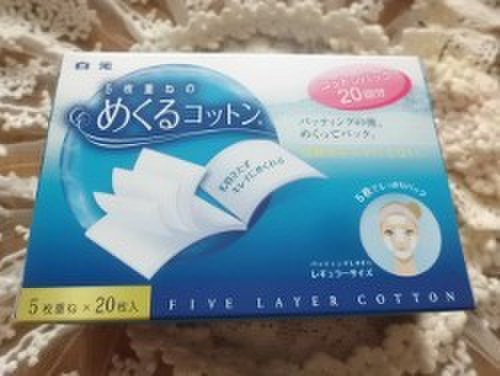 白元
5枚重ねの
めくるコットン
コットンパック
20回分
パッティングの後、
めくってパック。
毛羽立たず
キレイにめくれる
5枚でしっかりパック
パッティングしやすい
レギュラーサイズ
5枚重ね×20枚入
FIVE LAYER COTTON